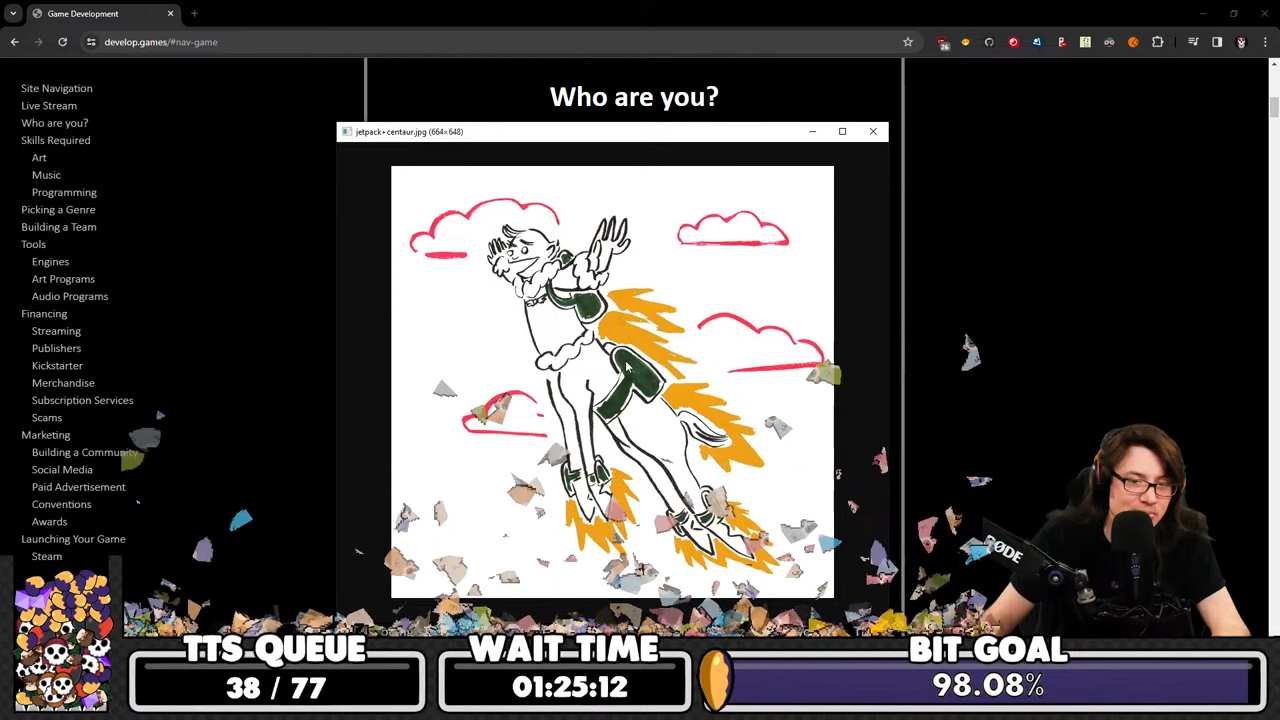 Game Development
develop.games/#nav-game
26
Who are you?
jetpack+centaur.jpg (664×648)
Site Navigation
Live Stream
Who are you?
Skills Required
Art
Music
Programming
Picking a Genre
Building a Team
Tools
Engines
Art Programs
Audio Programs
Financing
Streaming
Publishers
Kickstarter
Merchandise
Subscription Services
Scams
Marketing
Building a Community
Social Media
Paid Advertisement
Conventions
Awards
Launching Your Game
Steam
RØDE
TTS QUEUE
38 / 77
WAIT TIME
01:25:12
BIT GOAL
98.08%